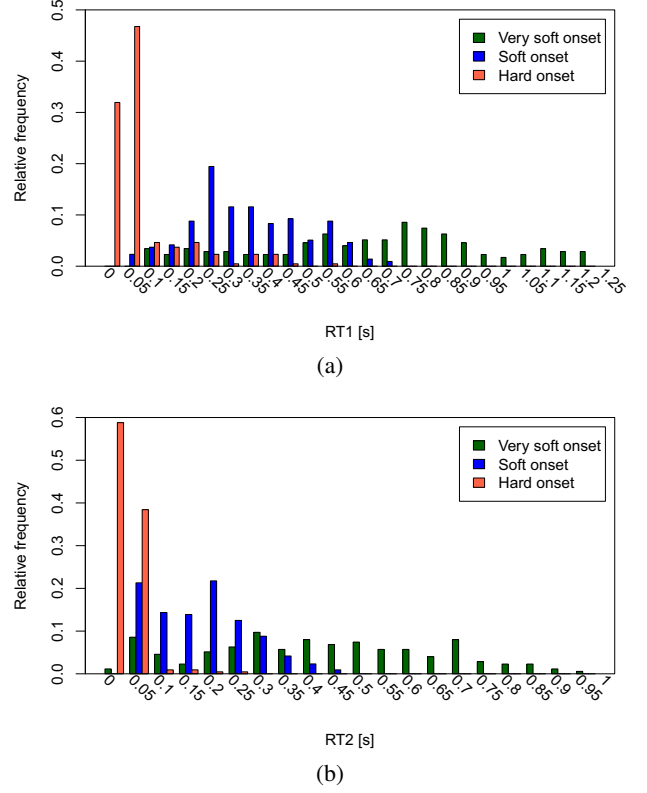 0.5
0.4
0.3
0.2
0.1
0.0
Relative frequency
Very soft onset
Soft onset
Hard onset
0 0.05 0.1 0.15 0.2 0.25 0.3 0.35 0.4 0.45 0.5 0.55 0.6 0.65 0.7 0.75 0.8 0.85 0.9 0.95 1 1.05 1.1 1.15 1.2 1.25
RT1 [s]
(a)
0.6
0.5
0.4
0.3
0.2
0.1
0.0
Relative frequency
Very soft onset
Soft onset
Hard onset
0 0.05 0.1 0.15 0.2 0.25 0.3 0.35 0.4 0.45 0.5 0.55 0.6 0.65 0.7 0.75 0.8 0.85 0.9 0.95 1
RT2 [s]
(b)